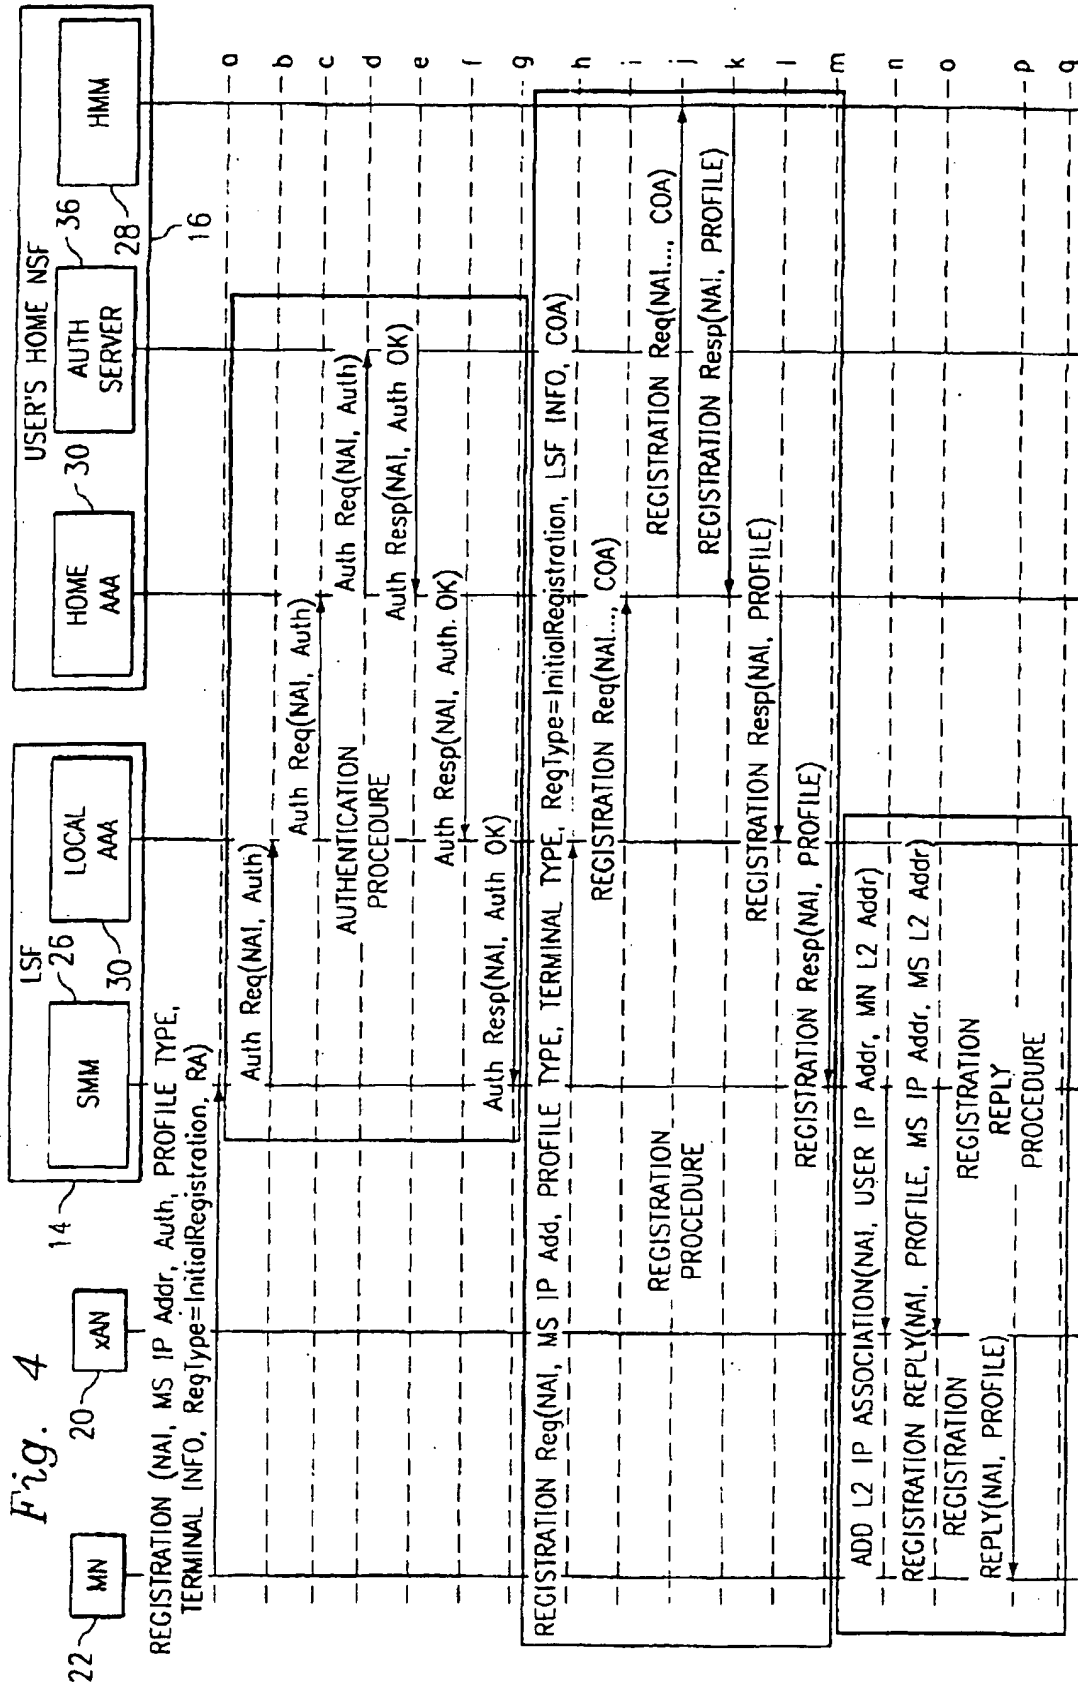 Fig. 4
USER'S HOME NSF
LSF
MN
22
xAN
20
14
SMM
26
LOCAL
AAA
30
HOME
AAA
30
AUTH
SERVER
36
HMM
28
16
REGISTRATION (NAI, MS IP Addr, Auth, PROFILE TYPE,
TERMINAL INFO, RegType=InitialRegistration, RA)
a
Auth Req(NAI, Auth)
b
Auth Req(NAI, Auth)
c
Auth Req(NAI, Auth)
d
AUTHENTICATION
PROCEDURE
Auth Resp(NAI, Auth OK)
e
Auth Resp(NAI, Auth. OK)
f
Auth Resp(NAI, Auth OK)
g
REGISTRATION Reg(NAI, MS IP Add, PROFILE TYPE, TERMINAL TYPE, RegType=InitialRegistration, LSF INFO, COA)
h
REGISTRATION Req(NAI..., COA)
i
REGISTRATION Req(NAI..., COA)
j
REGISTRATION
PROCEDURE
REGISTRATION Resp(NAI, PROFILE)
k
REGISTRATION Resp(NAI, PROFILE)
l
REGISTRATION Resp(NAI, PROFILE)
m
ADD L2 IP ASSOCIATION(NAI, USER IP Addr, MN L2 Addr)
n
REGISTRATION REPLY(NAI, PROFILE, MS IP Addr, MS L2 Addr)
o
REGISTRATION
REPLY(NAI, PROFILE)
REGISTRATION
REPLY
PROCEDURE
p
q